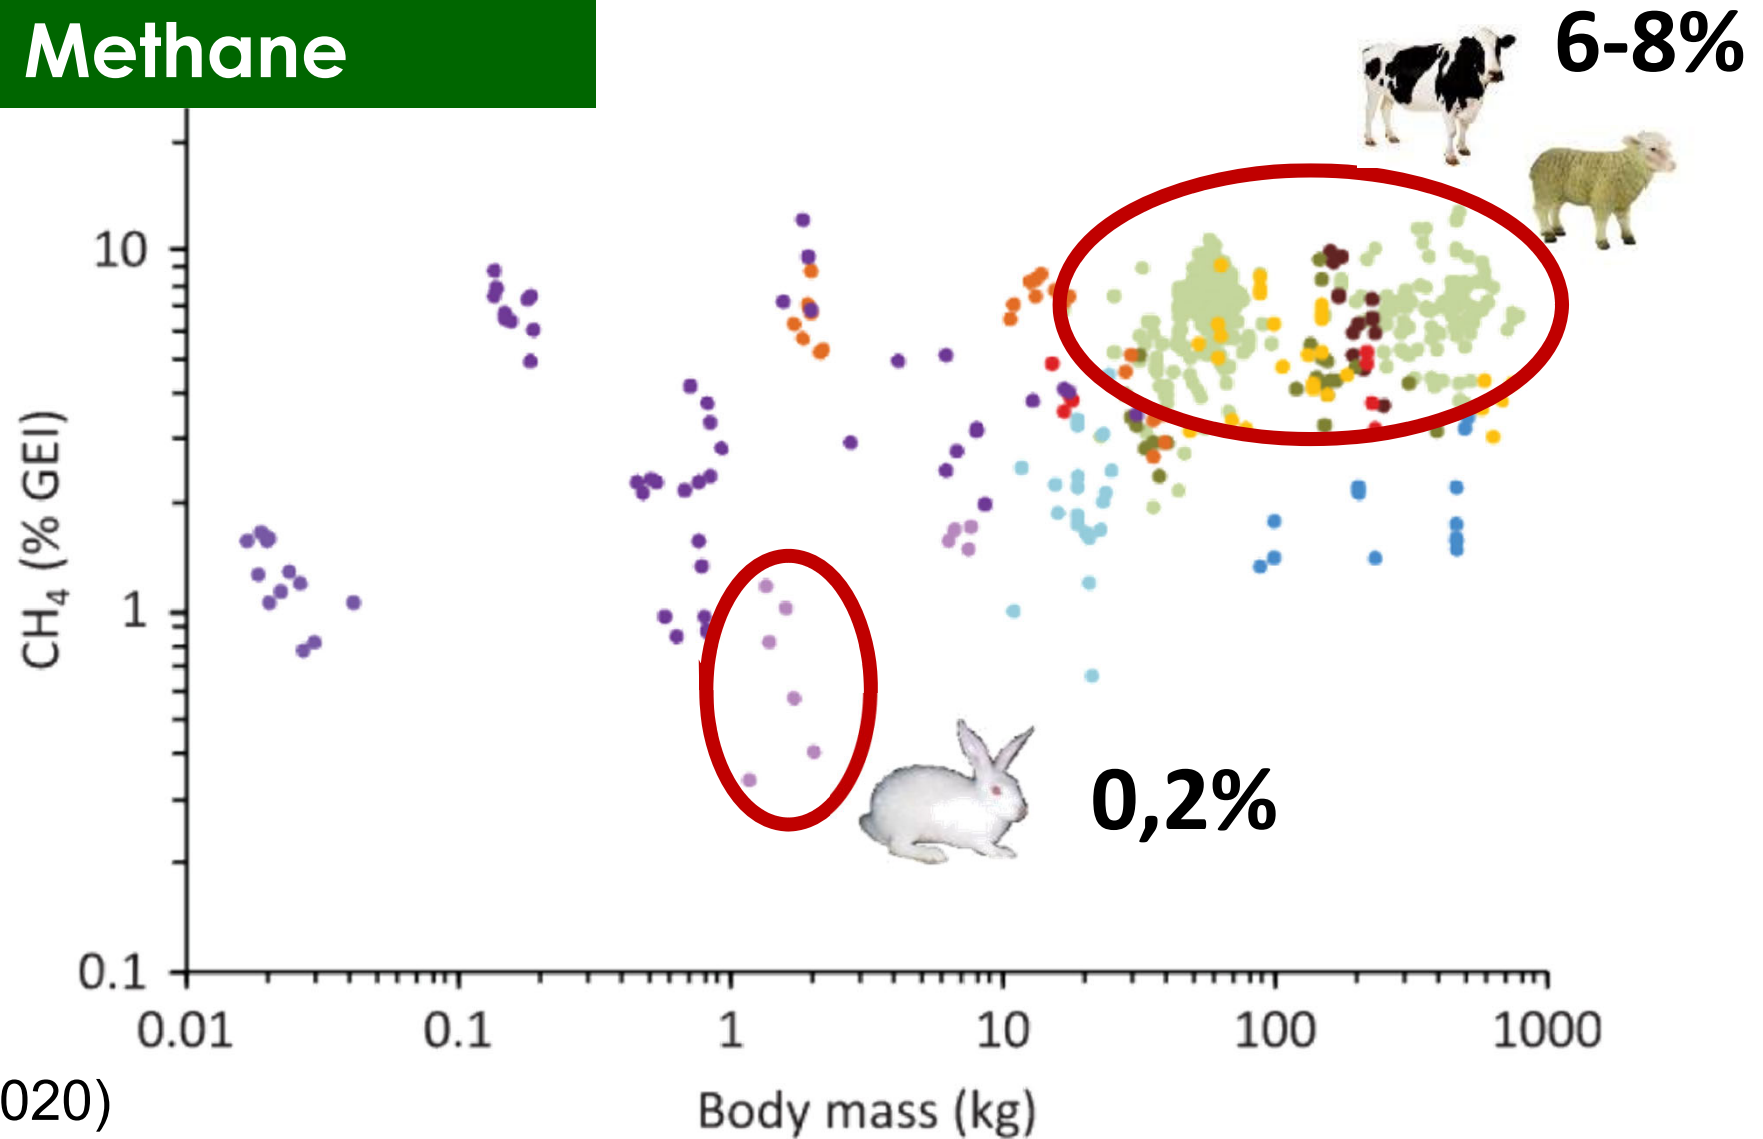 Methane
6-8%
10
1
0.1
CH₄ (% GEI)
0,2%
0.01 0.1 1 10 100 1000
Body mass (kg)
020)